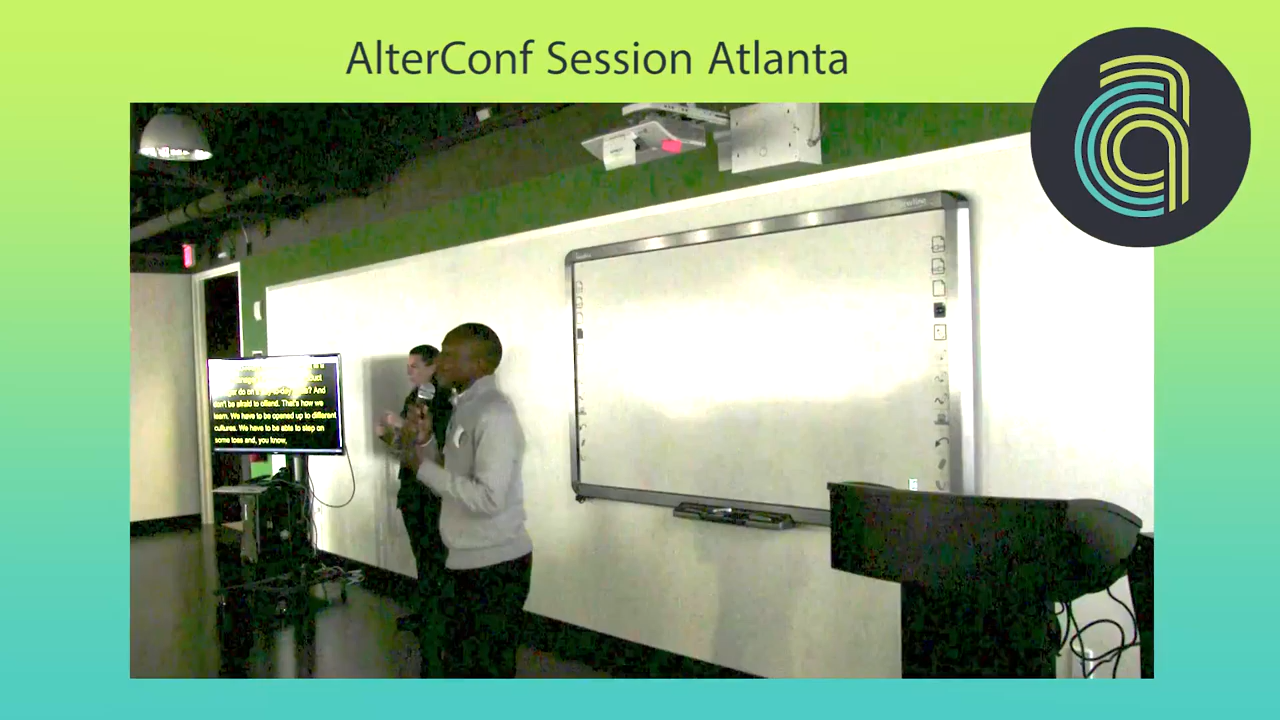 AlterConf Session Atlanta
don't be afraid to offend. That's how we
learn. We have to be opened up to different
cultures. We have to be able to step on
some toes and, you know,